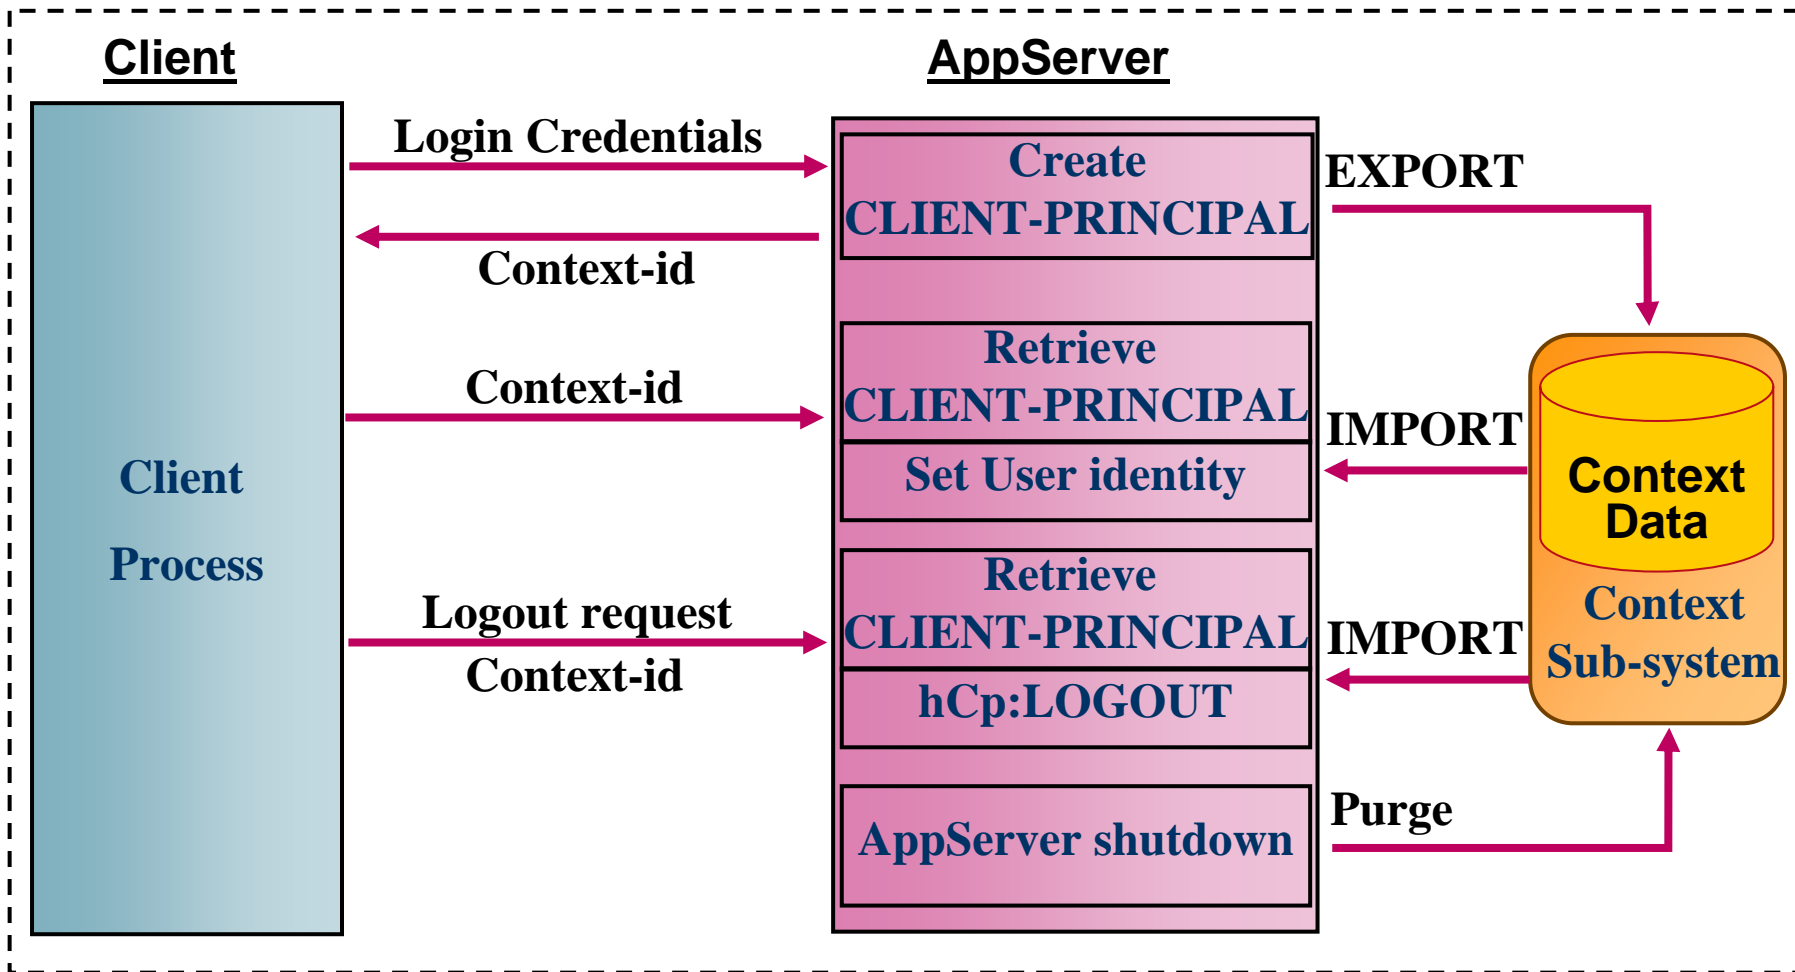 Client
AppServer
Login Credentials
Create
CLIENT-PRINCIPAL
EXPORT
Context-id
Retrieve
CLIENT-PRINCIPAL
Context-id
IMPORT
Set User identity
Client
Process
Context
Data
Retrieve
CLIENT-PRINCIPAL
Logout request
Context-id
IMPORT
hCp:LOGOUT
Context
Sub-system
AppServer shutdown
Purge